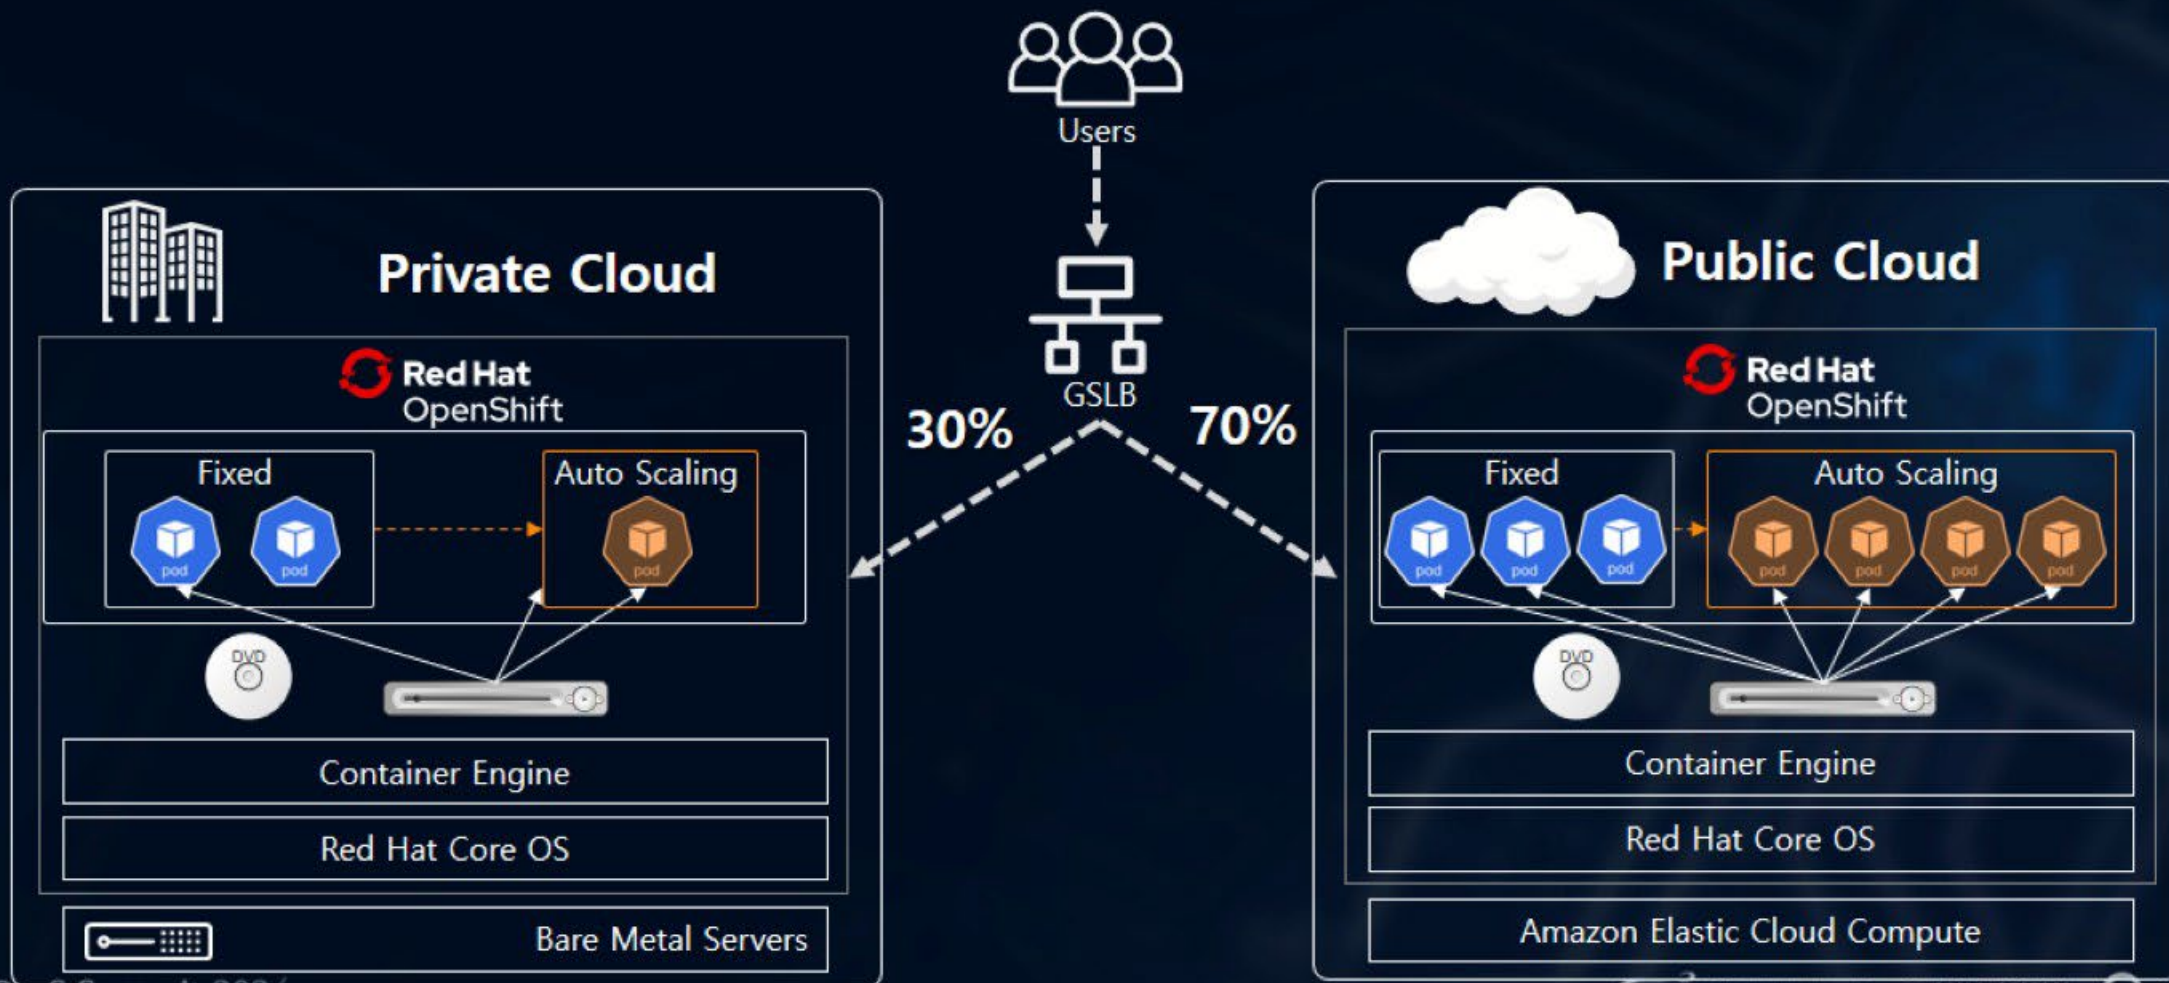 Users
GSLB
30%
70%
Private Cloud
Red Hat
OpenShift
Fixed
Auto Scaling
pod
pod
pod
DVD
Container Engine
Red Hat Core OS
Bare Metal Servers
Public Cloud
Red Hat
OpenShift
Fixed
Auto Scaling
pod
pod
pod
pod
pod
pod
pod
DVD
Container Engine
Red Hat Core OS
Amazon Elastic Cloud Compute